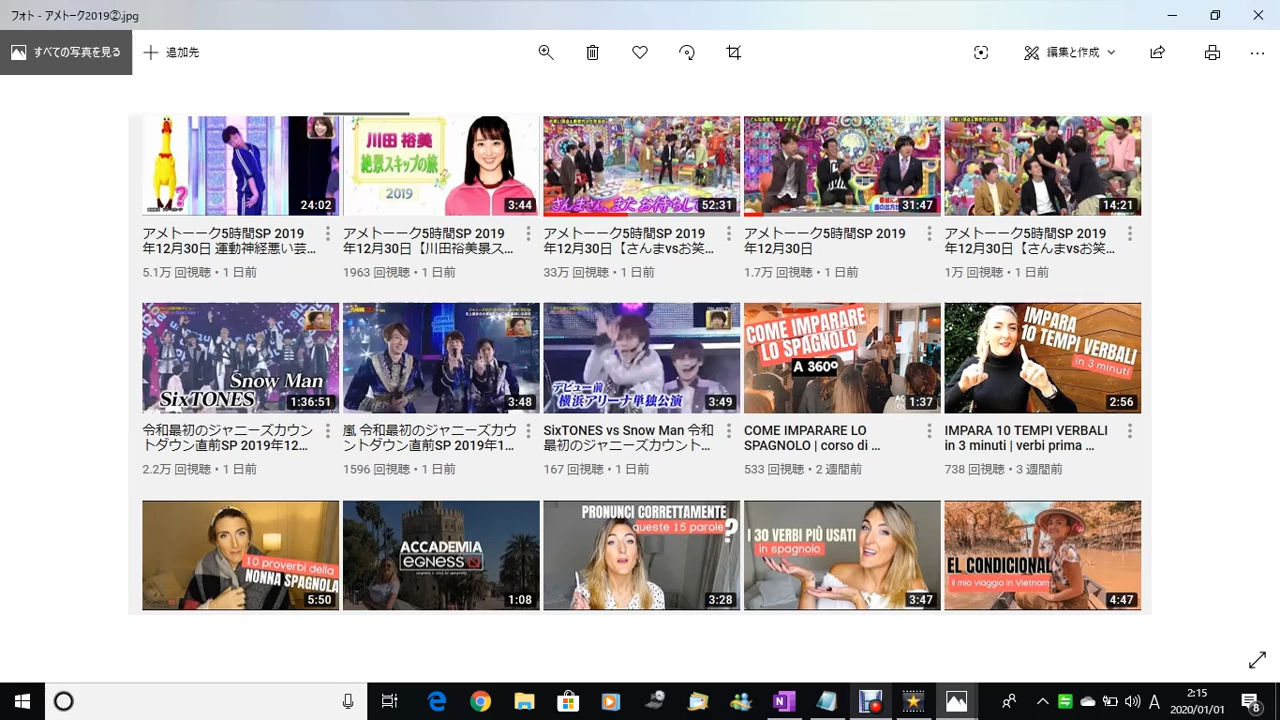 フォト - アメトーク2019②.jpg
すべての写真を見る
追加先
編集と作成
?
24:02
川田 裕美
絶景スキップの旅
2019
3:44
さんまさん、またお待ちして
52:31
31:47
14:21
アメトーーク5時間SP 2019
年12月30日 運動神経悪い芸…
5.1万 回視聴・1 日前
アメトーーク5時間SP 2019
年12月30日【川田裕美景ス…
1963 回視聴・1 日前
アメトーーク5時間SP 2019
年12月30日【さんまvsお笑…
33万 回視聴・1 日前
アメトーーク5時間SP 2019
年12月30日
1.7万 回視聴・1 日前
アメトーーク5時間SP 2019
年12月30日【さんまvsお笑…
1万 回視聴・1 日前
Snow Man
SixTONES
1:36:51
3:48
デビュー前
横浜アリーナ単独公演
3:49
COME IMPARARE
LO SPAGNOLO
A 360º
1:37
IMPARA
10 TEMPI VERBALI
in 3 minuti
2:56
令和最初のジャニーズカウン
トダウン直前SP 2019年12…
2.2万 回視聴・1 日前
嵐 令和最初のジャニーズカウ
ントダウン直前SP 2019年1…
1596 回視聴・1 日前
SixTONES vs Snow Man 令和
最初のジャニーズカウント…
167 回視聴・1 日前
COME IMPARARE LO
SPAGNOLO | corso di …
533 回視聴・2 週間前
IMPARA 10 TEMPI VERBALI
in 3 minuti | verbi prima …
738 回視聴・3 週間前
10 proverbi della
NONNA SPAGNOLA
5:50
ACCADEMIA
EGNESS
1:08
PRONUNCI CORRETTAMENTE
queste 15 parole
?
3:28
I 30 VERBI PIÙ USATI
in spagnolo
3:47
EL CONDICIONAL
il mio viaggio in Vietnam
4:47
A
2:15
2020/01/01
8